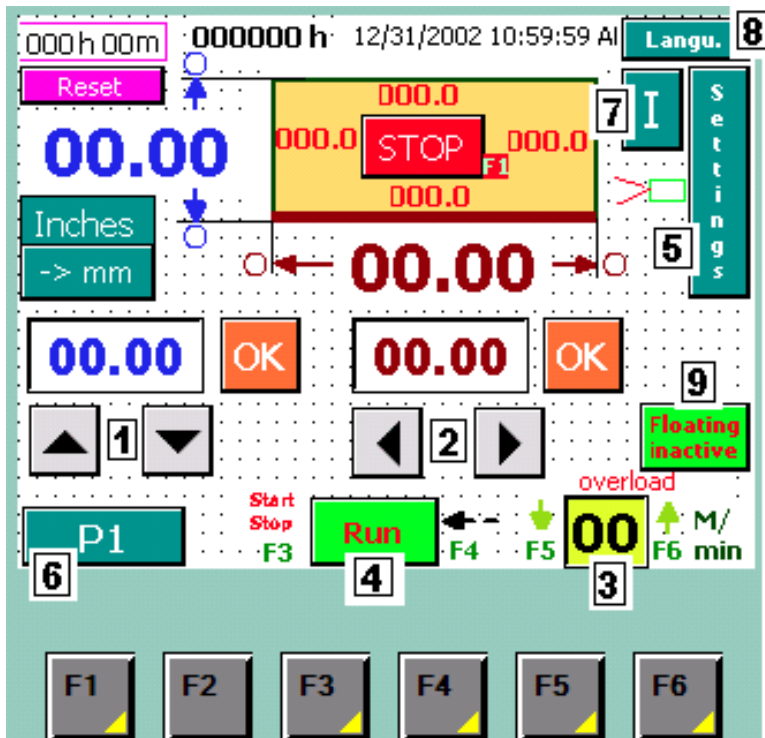 000 h 00m 000000 h 12/31/2002 10:59:59 Al Langu. 8
Reset
000.0
7 I
Settings
00.00
000.0 STOP 000.0
F1
000.0
Inches
-> mm
5
00.00
00.00 OK 00.00 OK
9
1 2
Floating
inactive
overload
Start
Stop
F3
P1 Run F4 F5 00 F6 M/
min
6 4 3
F1 F2 F3 F4 F5 F6